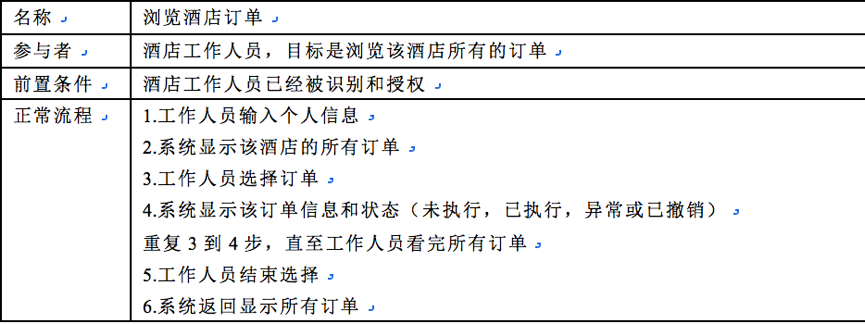 名称 浏览酒店订单
参与者 酒店工作人员，目标是浏览该酒店所有的订单
前置条件 酒店工作人员已经被识别和授权
正常流程 1.工作人员输入个人信息
2.系统显示该酒店的所有订单
3.工作人员选择订单
4.系统显示该订单信息和状态（未执行，已执行，异常或已撤销）
重复 3 到 4 步，直至工作人员看完所有订单
5.工作人员结束选择
6.系统返回显示所有订单